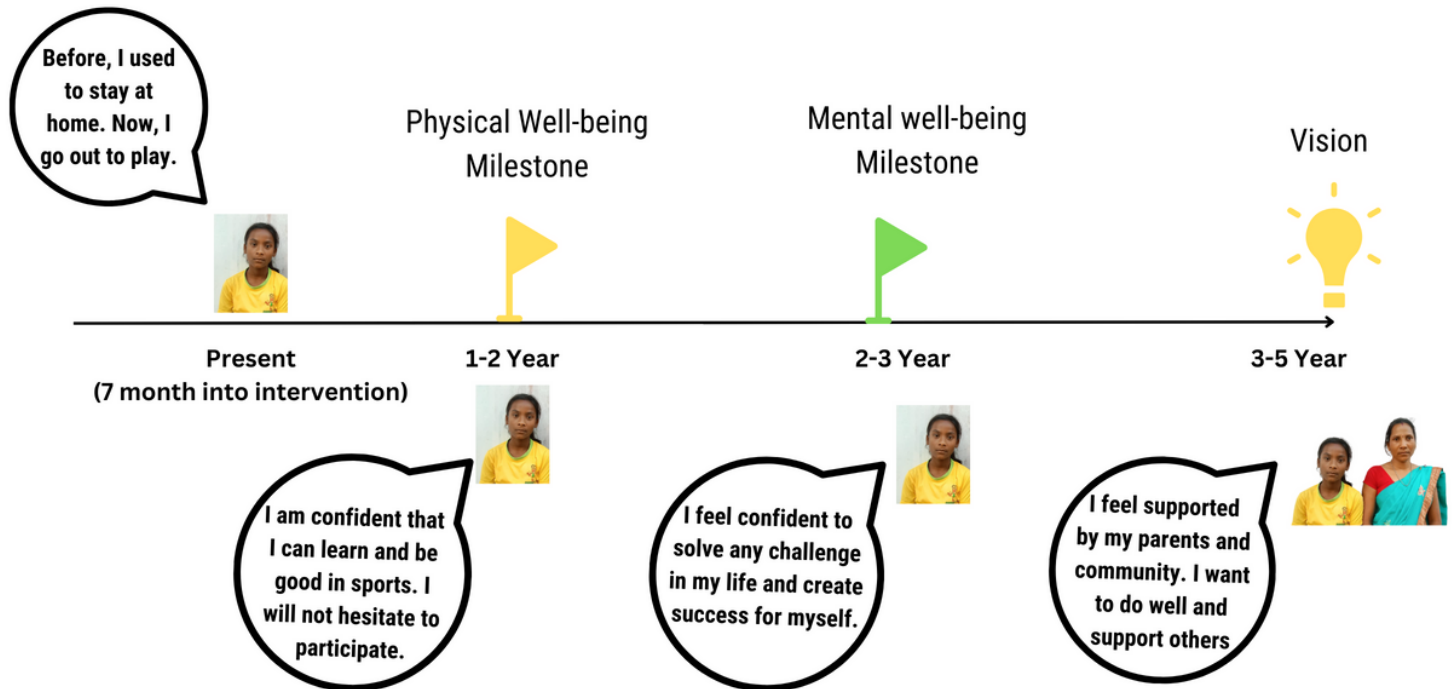 Before, I used
to stay at
home. Now, I
go out to play.
Physical Well-being
Milestone
Mental well-being
Milestone
Vision
Present
(7 month into intervention)
1-2 Year
2-3 Year
3-5 Year
I am confident that
I can learn and be
good in sports. I
will not hesitate to
participate.
I feel confident to
solve any challenge
in my life and create
success for myself.
I feel supported
by my parents and
community. I want
to do well and
support others